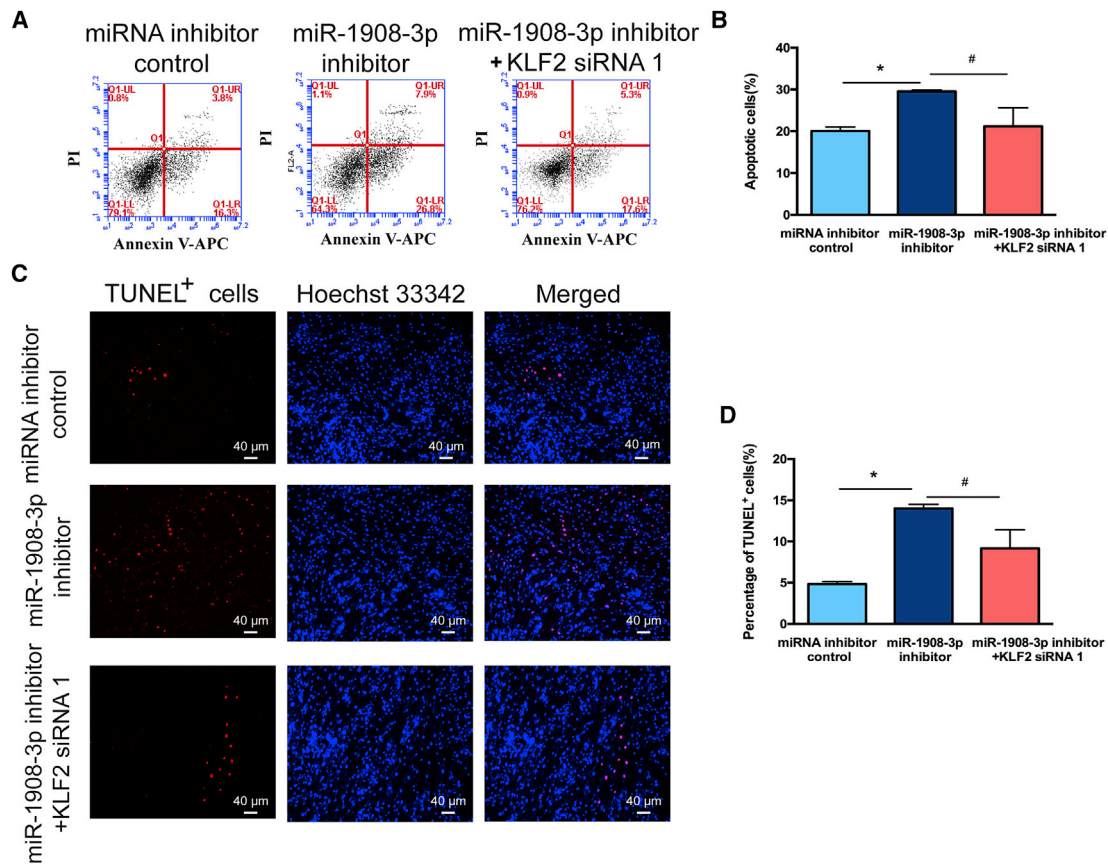 A
miRNA inhibitor
control
miR-1908-3p
inhibitor
miR-1908-3p inhibitor
+KLF2 siRNA 1
Q1-UL
0.8%
Q1-UR
3.8%
Q1
Q1-LL
79.1%
Q1-LR
16.3%
PI
Annexin V-APC
Q1-UL
1.1%
Q1-UR
7.9%
Q1
Q1-LL
64.3%
Q1-LR
26.8%
PI
FL2-A
Annexin V-APC
Q1-UL
0.9%
Q1-UR
5.3%
Q1
Q1-LL
76.2%
Q1-LR
17.6%
PI
Annexin V-APC
B
Apoptotic cells(%)
40
30
20
10
0
*
#
miRNA inhibitor
control
miR-1908-3p
inhibitor
miR-1908-3p inhibitor
+KLF2 siRNA 1
C
TUNEL+ cells
Hoechst 33342
Merged
miRNA inhibitor
control
40 µm
40 µm
40 µm
miR-1908-3p
inhibitor
40 µm
40 µm
40 µm
miR-1908-3p inhibitor
+KLF2 siRNA 1
40 µm
40 µm
40 µm
D
Percentage of TUNEL+ cells(%)
20
15
10
5
0
*
#
miRNA inhibitor
control
miR-1908-3p
inhibitor
miR-1908-3p inhibitor
+KLF2 siRNA 1